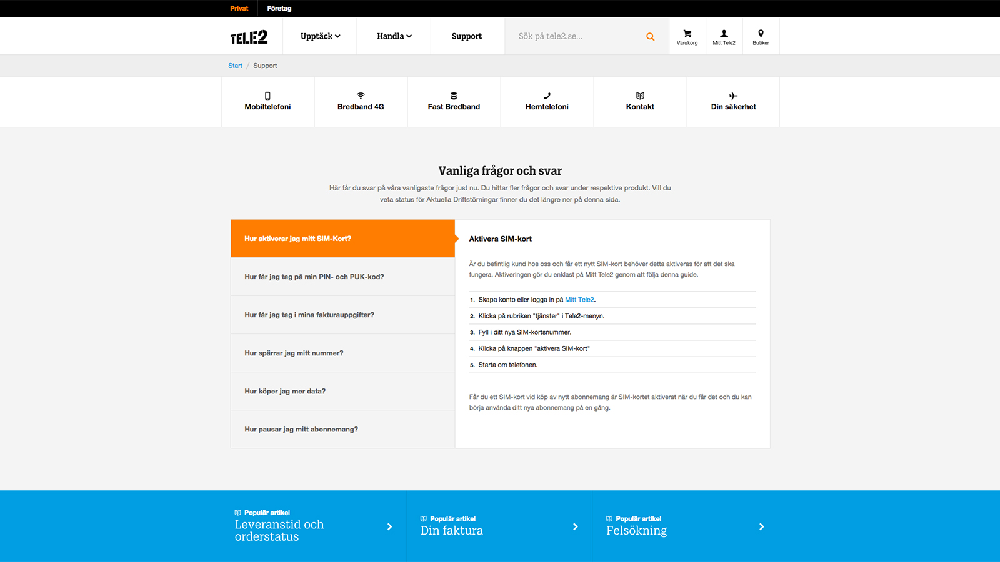 Privat
Företag
TELE2
Upptäck
Handla
Support
Sök på tele2.se...
Varukorg
Mitt Tele2
Butiker
Start / Support
Mobiltelefoni
Bredband 4G
Fast Bredband
Hemtelefoni
Kontakt
Din säkerhet
Vanliga frågor och svar
Här får du svar på våra vanligaste frågor just nu. Du hittar fler frågor och svar under respektive produkt. Vill du
veta status för Aktuella Driftstörningar finner du det längre ner på denna sida.
Hur aktiverar jag mitt SIM-Kort?
Hur får jag tag på min PIN- och PUK-kod?
Hur får jag tag i mina fakturauppgifter?
Hur spärrar jag mitt nummer?
Hur köper jag mer data?
Hur pausar jag mitt abonnemang?
Aktivera SIM-kort
Är du befintlig kund hos oss och får ett nytt SIM-kort behöver detta aktiveras för att det ska
fungera. Aktiveringen gör du enklast på Mitt Tele2 genom att följa denna guide.
1. Skapa konto eller logga in på Mitt Tele2.
2. Klicka på rubriken "tjänster" i Tele2-menyn.
3. Fyll i ditt nya SIM-kortsnummer.
4. Klicka på knappen "aktivera SIM-kort"
5. Starta om telefonen.
Får du ett SIM-kort vid köp av nytt abonnemang är SIM-kortet aktiverat när du får det och du kan
börja använda ditt nya abonnemang på en gång.
Populär artikel
Leveranstid och
orderstatus
Populär artikel
Din faktura
Populär artikel
Felsökning